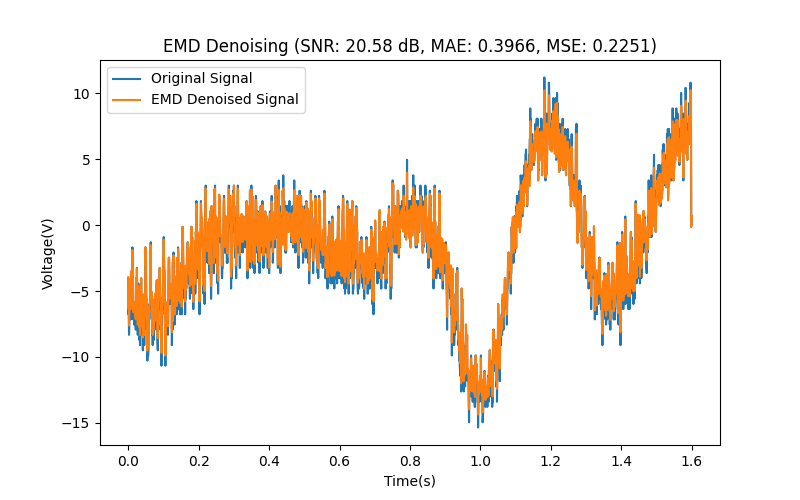 EMD Denoising (SNR: 20.58 dB, MAE: 0.3966, MSE: 0.2251)
Original Signal
EMD Denoised Signal
Voltage(V)
10
5
0
−5
−10
−15
0.0 0.2 0.4 0.6 0.8 1.0 1.2 1.4 1.6
Time(s)